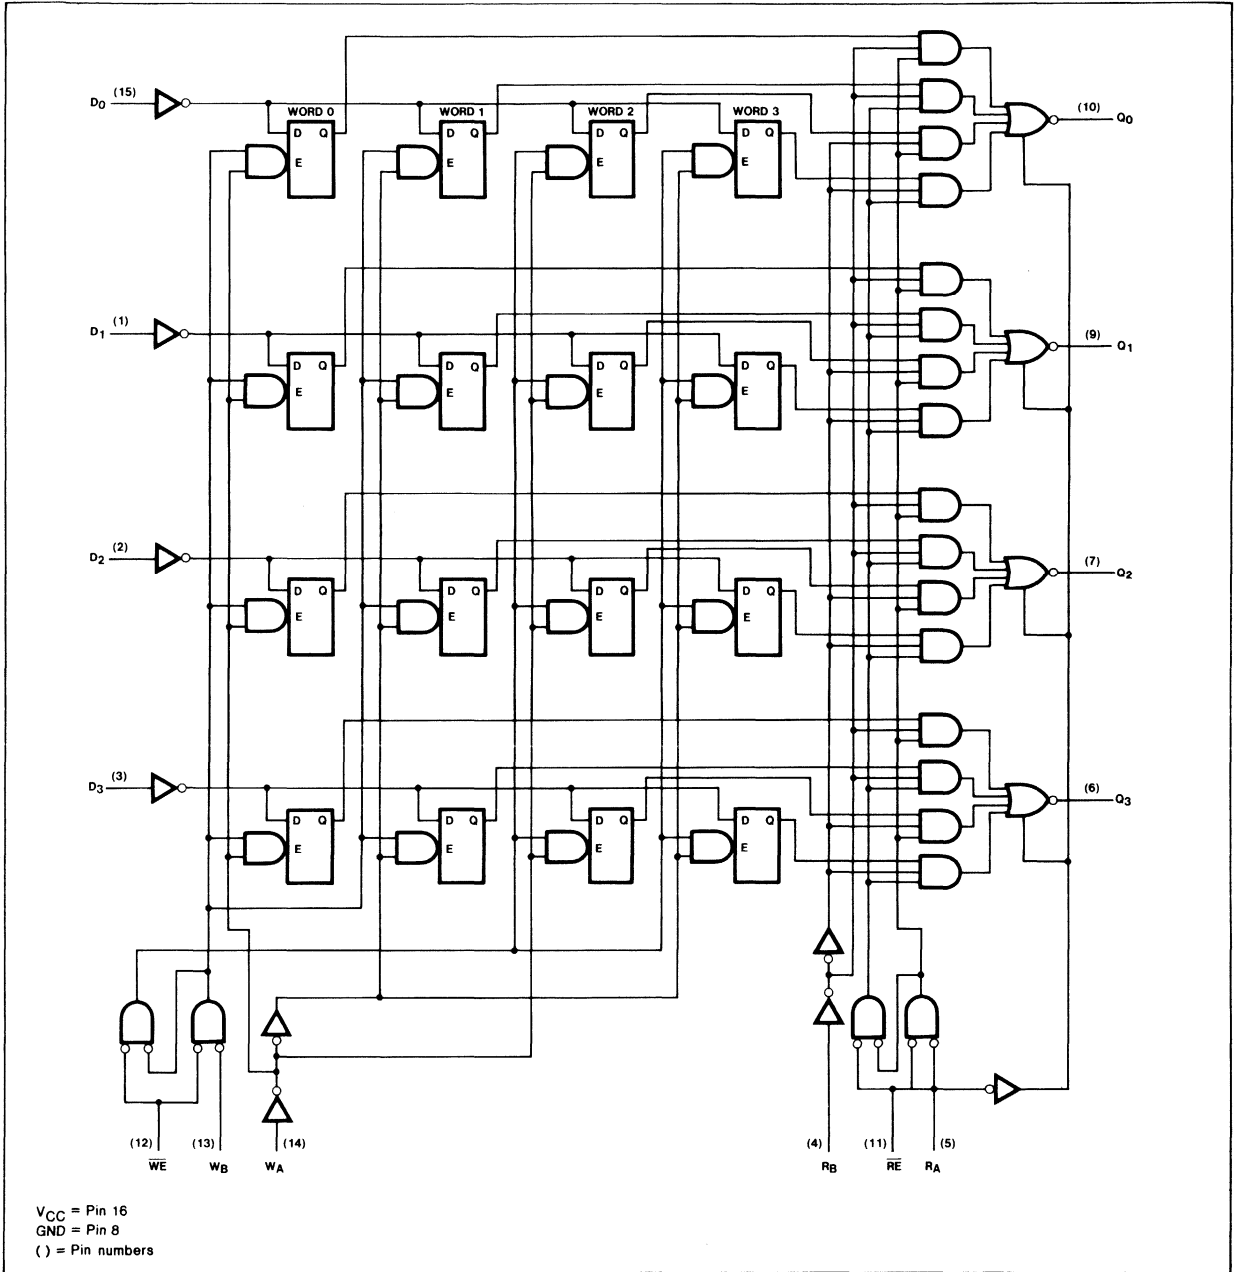 D0 (15)
WORD 0 WORD 1 WORD 2 WORD 3
D Q D Q D Q D Q
E E E E
(10) Q0
D1 (1)
D Q D Q D Q D Q
E E E E
(9) Q1
D2 (2)
D Q D Q D Q D Q
E E E E
(7) Q2
D3 (3)
D Q D Q D Q D Q
E E E E
(6) Q3
(12) (13) (14) (4) (11) (5)
W̅E̅ WB WA RB R̅E̅ RA
VCC = Pin 16
GND = Pin 8
( ) = Pin numbers